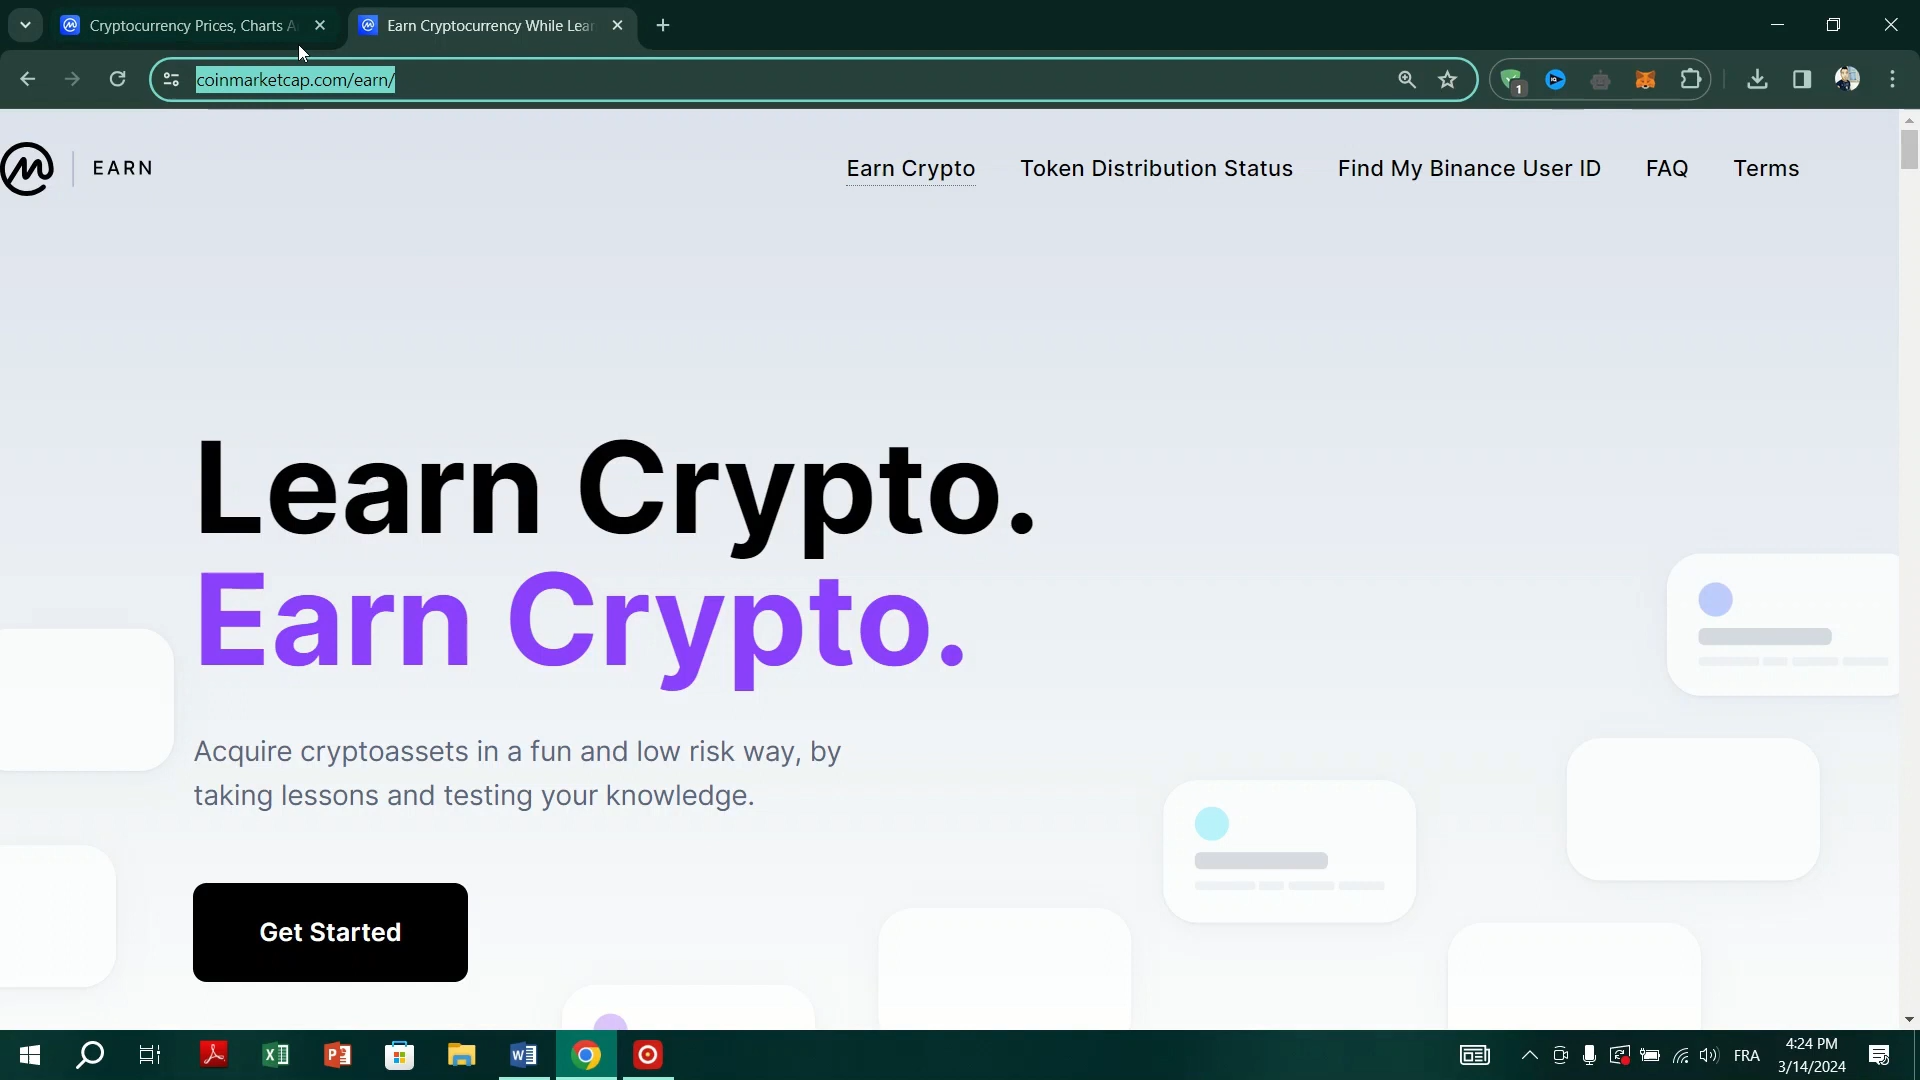 Cryptocurrency Prices, Charts A
Earn Cryptocurrency While Lear
coinmarketcap.com/earn/
1
EARN
Earn Crypto
Token Distribution Status
Find My Binance User ID
FAQ
Terms
Learn Crypto.
Earn Crypto.
Acquire cryptoassets in a fun and low risk way, by
taking lessons and testing your knowledge.
Get Started
FRA
4:24 PM
3/14/2024